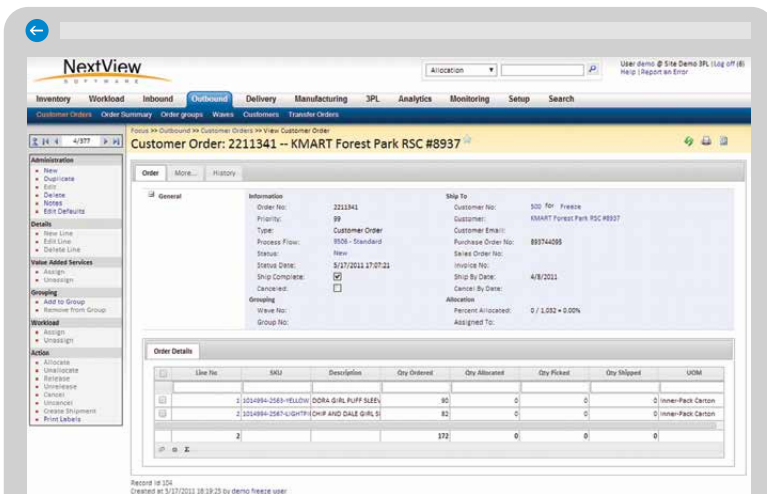 NextView
SOFTWARE
Allocation
User demo @ Site Demo 3PL | Log off (8)
Help | Report an Error
Inventory Workload Inbound Outbound Delivery Manufacturing 3PL Analytics Monitoring Setup Search
Customer Orders Order Summary Order groups Waves Customers Transfer Orders
4/377
Focus >> Outbound >> Customer Orders >> View Customer Order
Customer Order: 2211341 -- KMART Forest Park RSC #8937
Administration
New
Duplicate
Edit
Delete
Notes
Edit Defaults
Details
New Line
Edit Line
Delete Line
Value Added Services
Assign
Unassign
Grouping
Add to Group
Remove from Group
Workload
Assign
Unassign
Action
Allocate
Unallocate
Release
Unrelease
Cancel
Uncancel
Create Shipment
Print Labels
Order More... History
General
Information
Order No: 2211341
Priority: 99
Type: Customer Order
Process Flow: 9506 - Standard
Status: New
Status Date: 5/17/2011 17:07:21
Ship Complete:
Canceled:
Grouping
Wave No:
Group No:
Ship To
Customer No: 500 for Freeze
Customer: KMART Forest Park RSC #8937
Customer Email:
Purchase Order No: 893744095
Sales Order No:
Invoice No:
Ship By Date: 4/8/2011
Cancel By Date:
Allocation
Percent Allocated: 0 / 1,032 = 0.00%
Assigned To:
Order Details
Line No SKU Description Qty Ordered Qty Allocated Qty Picked Qty Shipped UOM
1 1014994-2583-YELLOW DORA GIRL PUFF SLEEV 90 0 0 0 Inner-Pack Carton
2 1014994-2587-LIGHTPI CHIP AND DALE GIRL S 82 0 0 0 Inner-Pack Carton
2 172 0 0 0
Record Id 104
Created at 5/17/2011 16:19:25 by demo freeze user